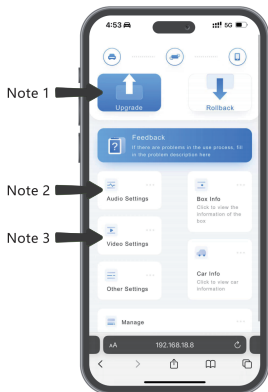 4:53
5G
Note 1
Upgrade
Rollback
Feedback
If there are problems in the use process, fill
in the problem description here
Note 2
Audio Settings
Box Info
Click to view the
information of the
box
Note 3
Video Settings
Car Info
Click to view car
information
Other Settings
Manage
AA
192.168.18.8